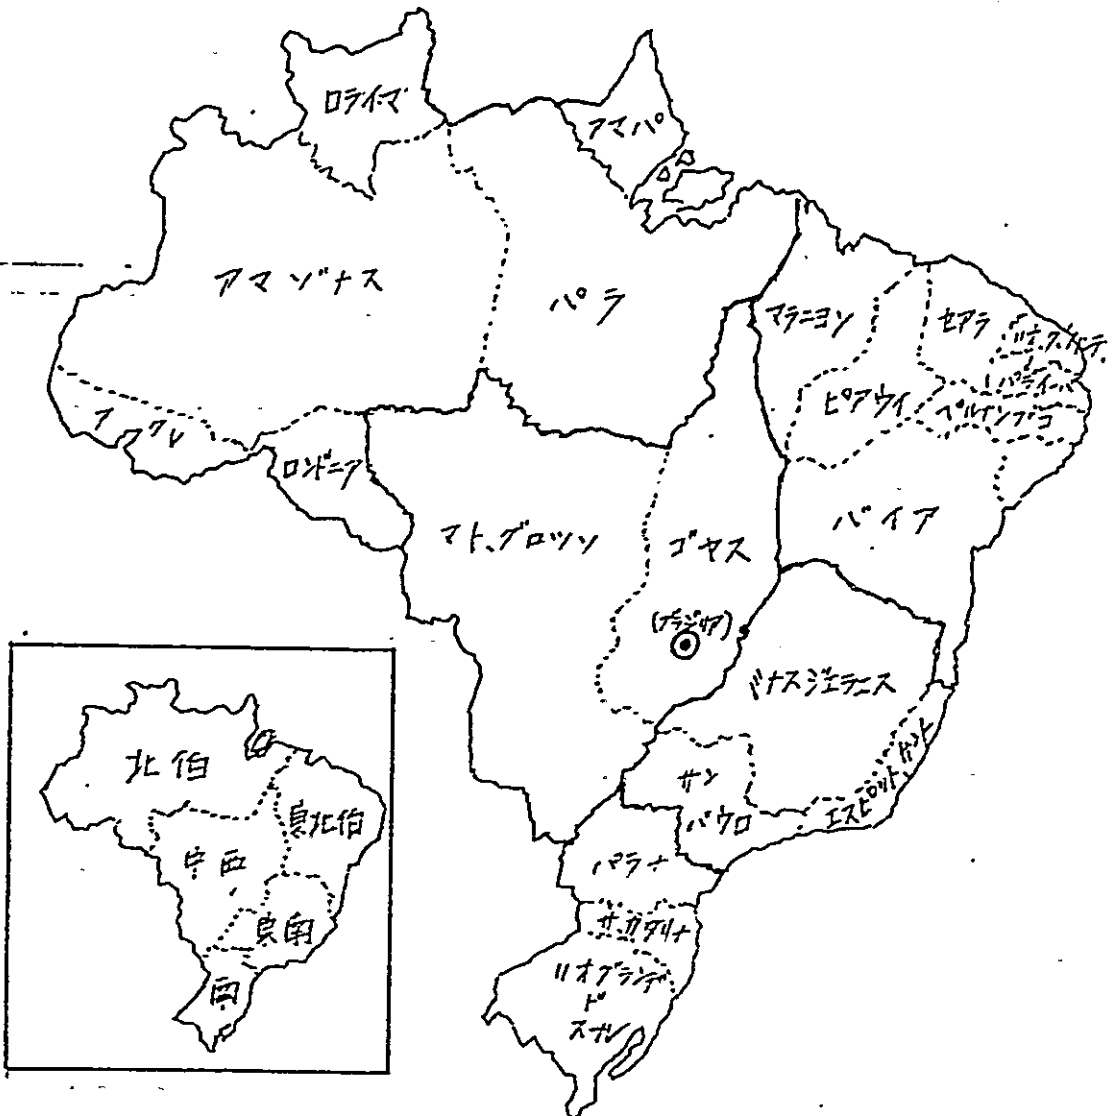 ロライマ
アマパ
アマゾナス
パラ
マラニヨン
セアラ
パライーバ
ピアウイ
ペルナンブコ
アクレ
ロンドニア
マト、グロツソ
ゴヤス
バイア
(ブラジリア)
ミナスジエラエス
エスピリット、サント
サン
パウロ
パラナ
サ、カタリナ
リオグランデ
ド
スール
北伯
東北伯
中西
東南
南